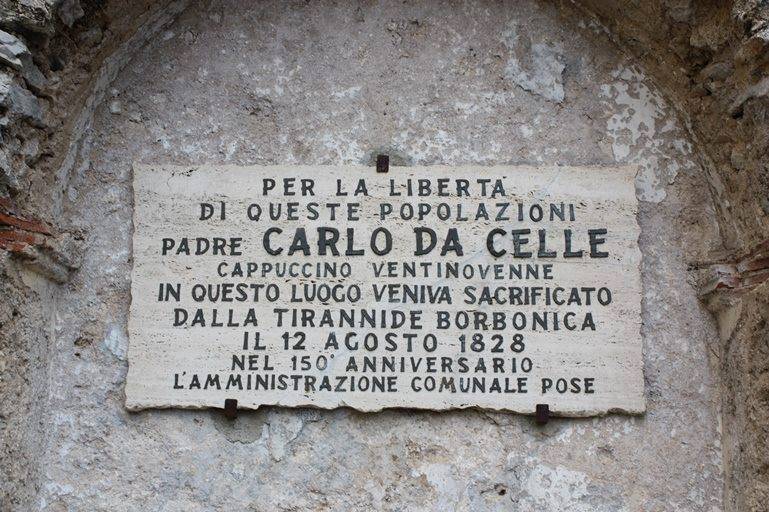 PER LA LIBERTA
DI QUESTE POPOLAZIONI
PADRE CARLO DA CELLE
CAPPUCCINO VENTINOVENNE
IN QUESTO LUOGO VENIVA SACRIFICATO
DALLA TIRANNIDE BORBONICA
IL 12 AGOSTO 1828
NEL 150° ANNIVERSARIO
L'AMMINISTRAZIONE COMUNALE POSE